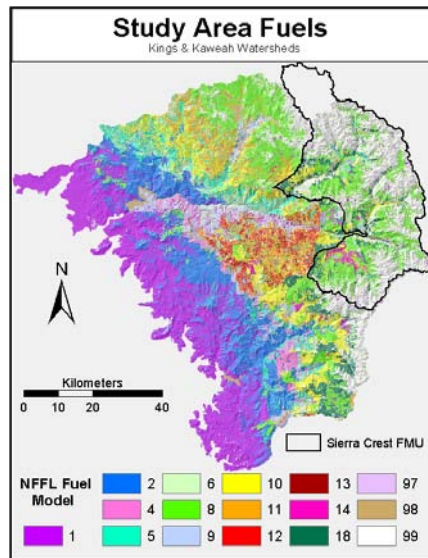 Study Area Fuels
Kings & Kaweah Watersheds
N
Kilometers
0 10 20 40
Sierra Crest FMU
NFFL Fuel Model
1
2 6 10 13 97
4 8 11 14 98
5 9 12 18 99